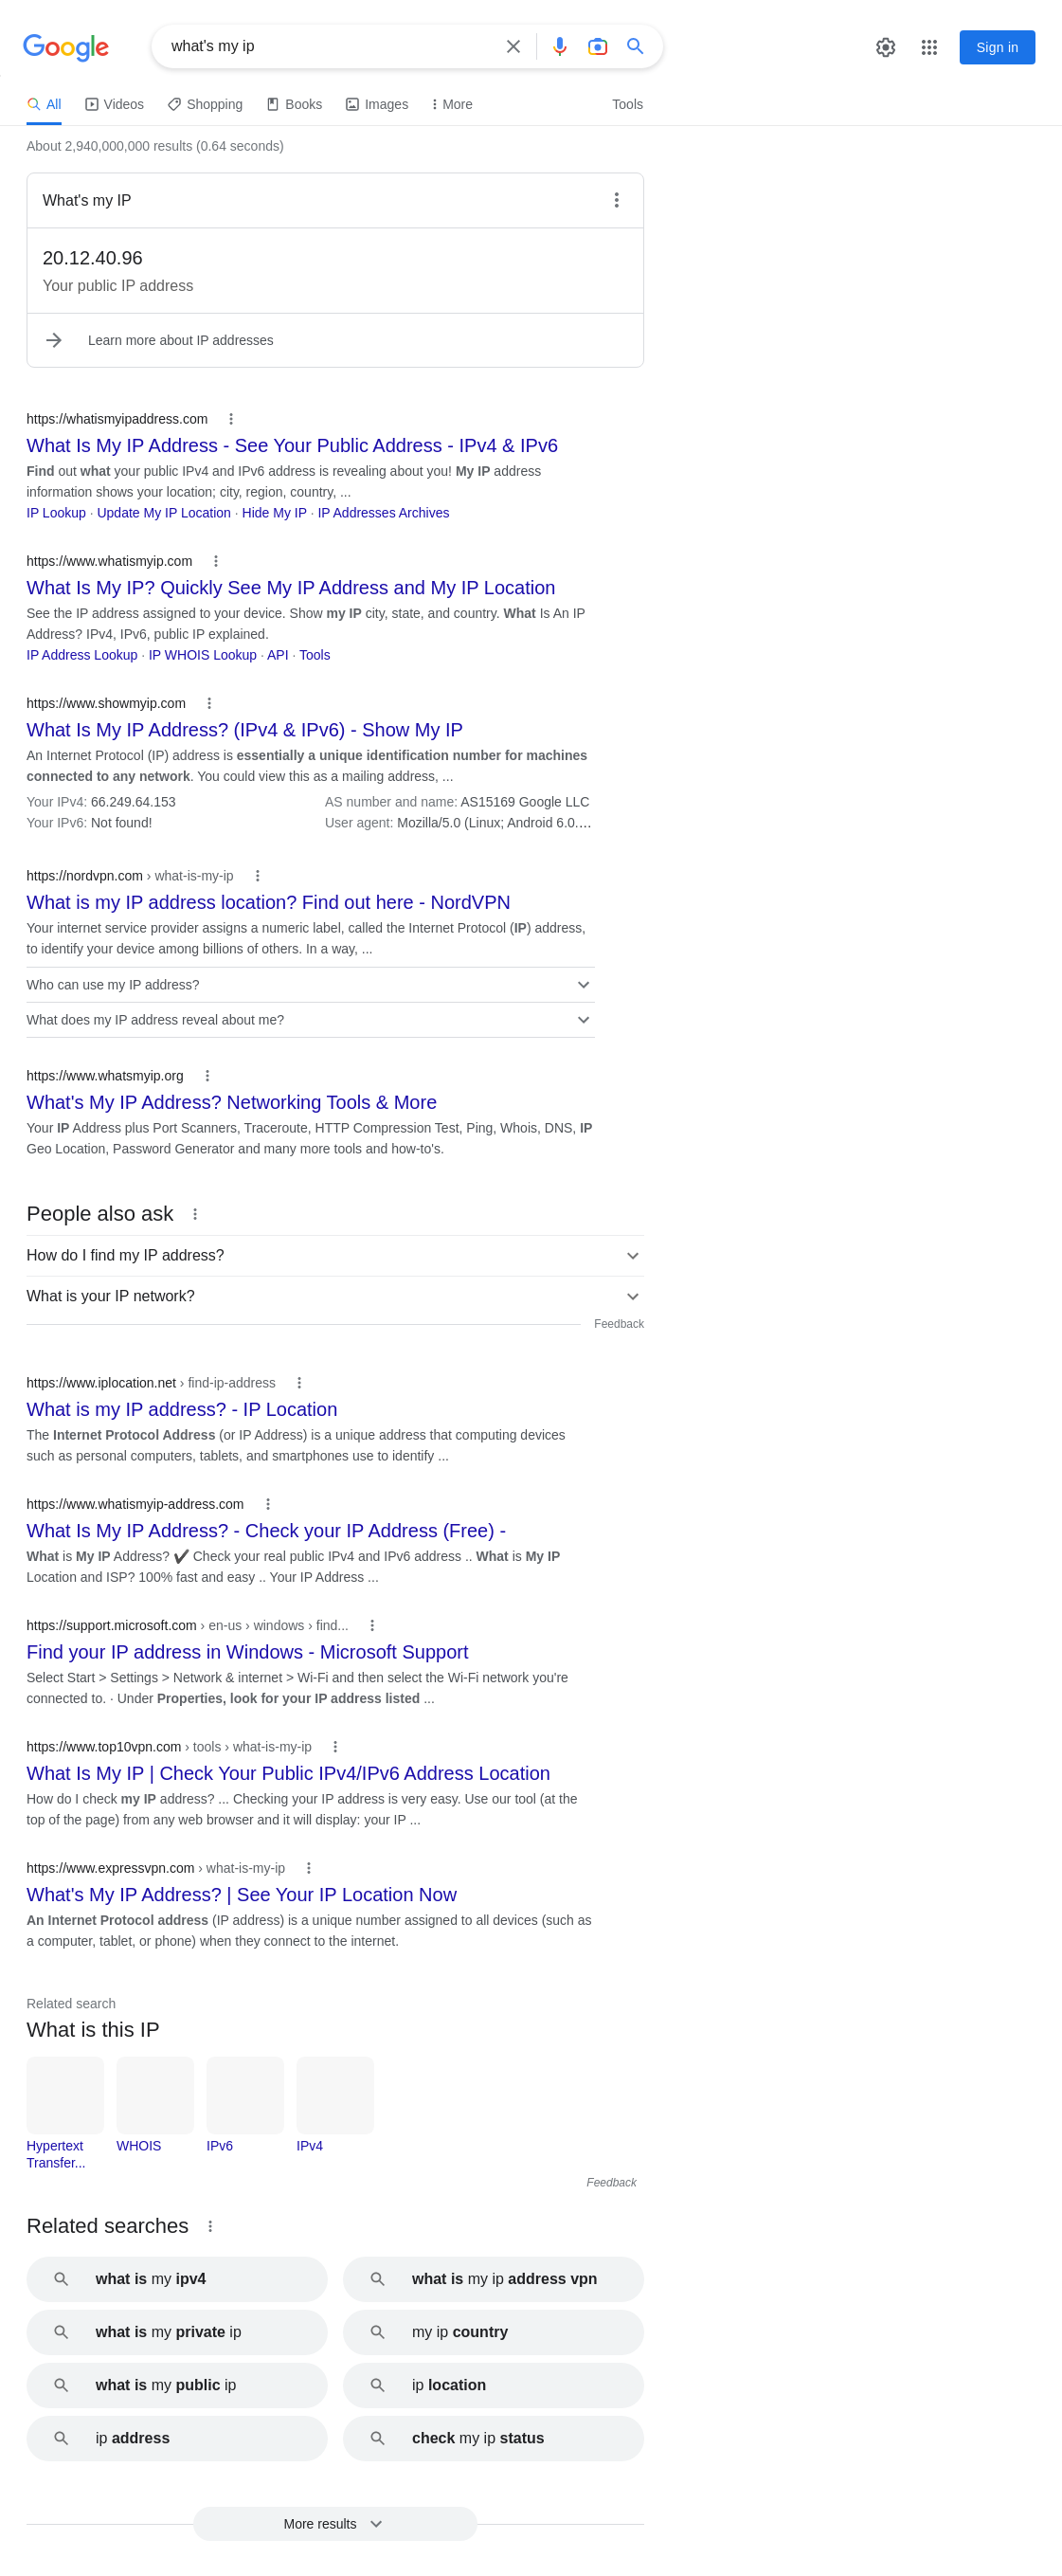 Google
what's my ip
Sign in
All
Videos
Shopping
Books
Images
More
Tools
About 2,940,000,000 results (0.64 seconds)
What's my IP
20.12.40.96
Your public IP address
Learn more about IP addresses
https://whatismyipaddress.com
What Is My IP Address - See Your Public Address - IPv4 & IPv6
Find out what your public IPv4 and IPv6 address is revealing about you! My IP address
information shows your location; city, region, country, ...
IP Lookup · Update My IP Location · Hide My IP · IP Addresses Archives
https://www.whatismyip.com
What Is My IP? Quickly See My IP Address and My IP Location
See the IP address assigned to your device. Show my IP city, state, and country. What Is An IP
Address? IPv4, IPv6, public IP explained.
IP Address Lookup · IP WHOIS Lookup · API · Tools
https://www.showmyip.com
What Is My IP Address? (IPv4 & IPv6) - Show My IP
An Internet Protocol (IP) address is essentially a unique identification number for machines
connected to any network. You could view this as a mailing address, ...
Your IPv4: 66.249.64.153
AS number and name: AS15169 Google LLC
Your IPv6: Not found!
User agent: Mozilla/5.0 (Linux; Android 6.0....
https://nordvpn.com › what-is-my-ip
What is my IP address location? Find out here - NordVPN
Your internet service provider assigns a numeric label, called the Internet Protocol (IP) address,
to identify your device among billions of others. In a way, ...
Who can use my IP address?
What does my IP address reveal about me?
https://www.whatsmyip.org
What's My IP Address? Networking Tools & More
Your IP Address plus Port Scanners, Traceroute, HTTP Compression Test, Ping, Whois, DNS, IP
Geo Location, Password Generator and many more tools and how-to's.
People also ask
How do I find my IP address?
What is your IP network?
Feedback
https://www.iplocation.net › find-ip-address
What is my IP address? - IP Location
The Internet Protocol Address (or IP Address) is a unique address that computing devices
such as personal computers, tablets, and smartphones use to identify ...
https://www.whatismyip-address.com
What Is My IP Address? - Check your IP Address (Free) -
What is My IP Address? ✔️ Check your real public IPv4 and IPv6 address .. What is My IP
Location and ISP? 100% fast and easy .. Your IP Address ...
https://support.microsoft.com › en-us › windows › find...
Find your IP address in Windows - Microsoft Support
Select Start > Settings > Network & internet > Wi-Fi and then select the Wi-Fi network you're
connected to. · Under Properties, look for your IP address listed ...
https://www.top10vpn.com › tools › what-is-my-ip
What Is My IP | Check Your Public IPv4/IPv6 Address Location
How do I check my IP address? ... Checking your IP address is very easy. Use our tool (at the
top of the page) from any web browser and it will display: your IP ...
https://www.expressvpn.com › what-is-my-ip
What's My IP Address? | See Your IP Location Now
An Internet Protocol address (IP address) is a unique number assigned to all devices (such as
a computer, tablet, or phone) when they connect to the internet.
Related search
What is this IP
Hypertext
Transfer...
WHOIS
IPv6
IPv4
Feedback
Related searches
what is my ipv4
what is my ip address vpn
what is my private ip
my ip country
what is my public ip
ip location
ip address
check my ip status
More results